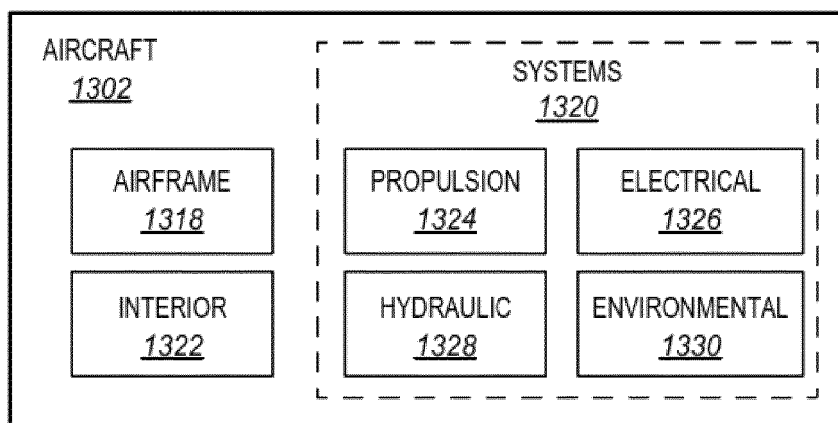 AIRCRAFT
1302
SYSTEMS
1320
AIRFRAME
1318
PROPULSION
1324
ELECTRICAL
1326
INTERIOR
1322
HYDRAULIC
1328
ENVIRONMENTAL
1330